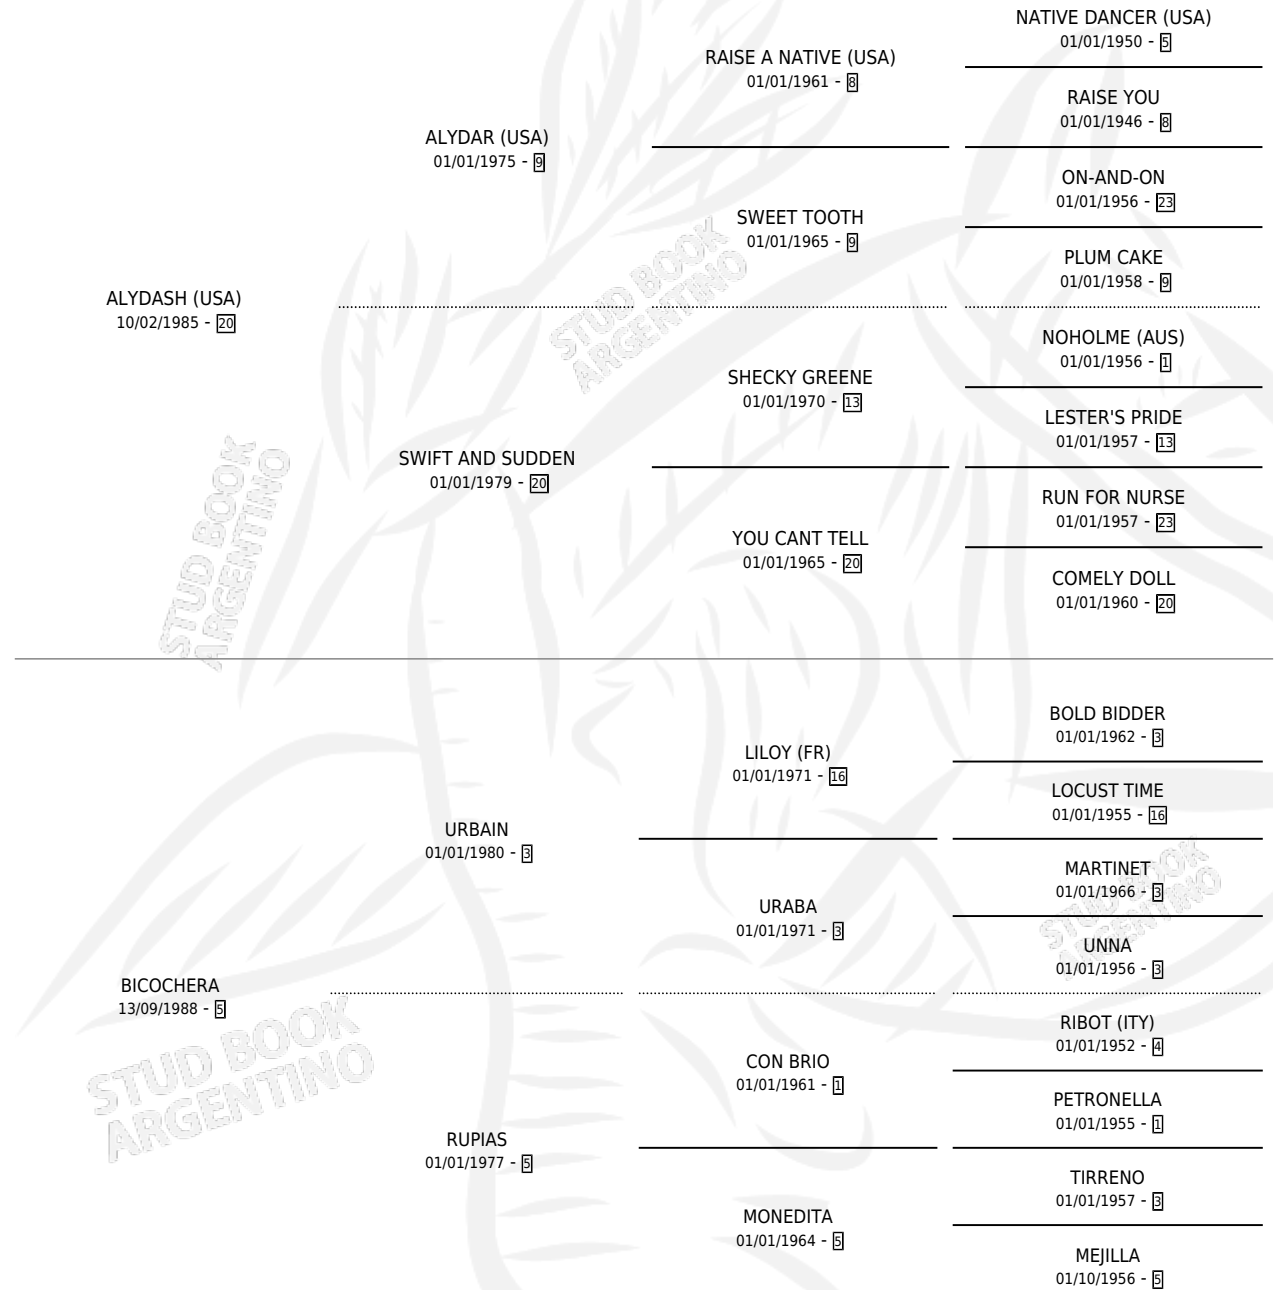 NATIVE DANCER (USA)
01/01/1950 - 5
RAISE A NATIVE (USA)
01/01/1961 - 8
RAISE YOU
01/01/1946 - 8
ALYDAR (USA)
01/01/1975 - 9
ON-AND-ON
01/01/1956 - 23
SWEET TOOTH
01/01/1965 - 9
PLUM CAKE
01/01/1958 - 9
ALYDASH (USA)
10/02/1985 - 20
STUD BOOK
ARGENTINO
NOHOLME (AUS)
01/01/1956 - 1
SHECKY GREENE
01/01/1970 - 13
LESTER'S PRIDE
01/01/1957 - 13
SWIFT AND SUDDEN
01/01/1979 - 20
RUN FOR NURSE
01/01/1957 - 23
YOU CANT TELL
01/01/1965 - 20
COMELY DOLL
01/01/1960 - 20
STUD BOOK
ARGENTINO
BOLD BIDDER
01/01/1962 - 3
LILOY (FR)
01/01/1971 - 16
LOCUST TIME
01/01/1955 - 16
URBAIN
01/01/1980 - 3
MARTINET
01/01/1966 - 3
URABA
01/01/1971 - 3
UNNA
01/01/1956 - 3
STUD BOOK
ARGENTINO
BICOCHERA
13/09/1988 - 5
RIBOT (ITY)
01/01/1952 - 4
CON BRIO
01/01/1961 - 1
PETRONELLA
01/01/1955 - 1
STUD BOOK
ARGENTINO
RUPIAS
01/01/1977 - 5
TIRRENO
01/01/1957 - 3
MONEDITA
01/01/1964 - 5
MEJILLA
01/10/1956 - 5